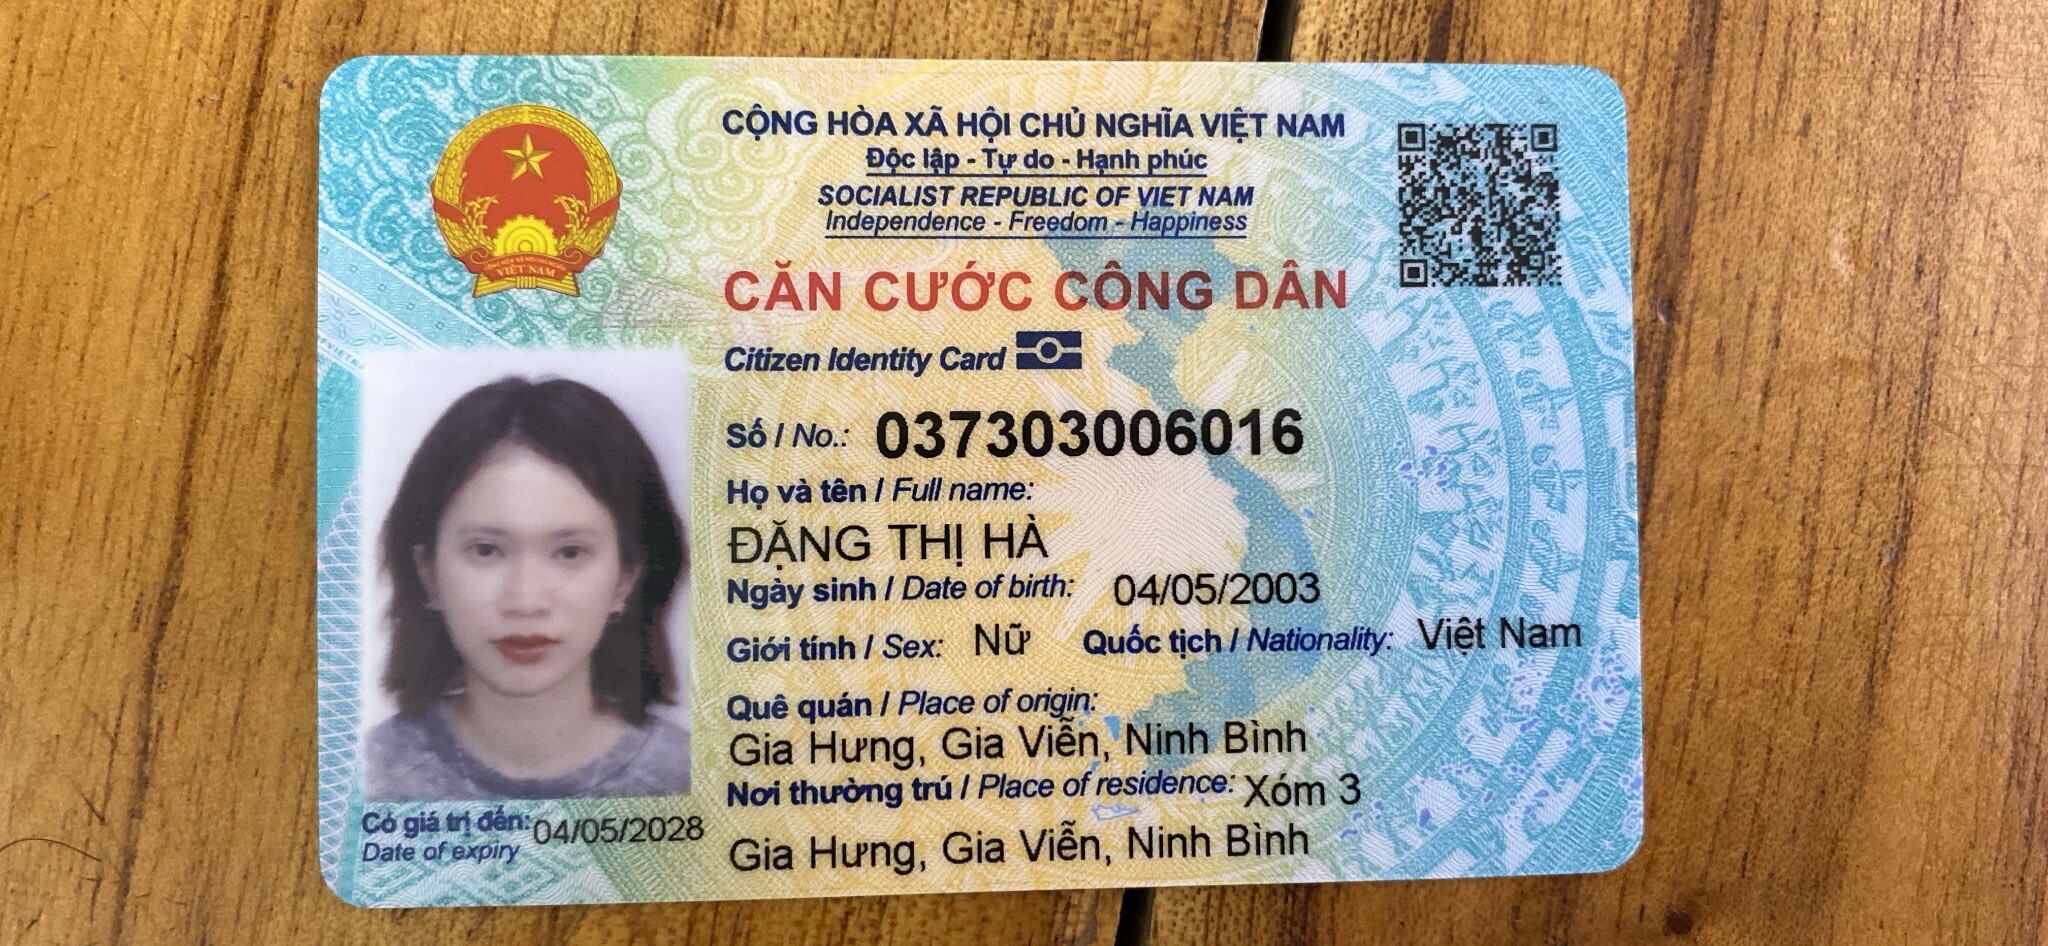 CỘNG HÒA XÃ HỘI CHỦ NGHĨA VIỆT NAM
Độc lập - Tự do - Hạnh phúc
SOCIALIST REPUBLIC OF VIET NAM
Independence - Freedom - Happiness
CĂN CƯỚC CÔNG DÂN
Citizen Identity Card
Số / No.: 037303006016
Họ và tên / Full name:
ĐẶNG THỊ HÀ
Ngày sinh / Date of birth: 04/05/2003
Giới tính / Sex: Nữ Quốc tịch / Nationality: Việt Nam
Quê quán / Place of origin:
Gia Hưng, Gia Viễn, Ninh Bình
Nơi thường trú / Place of residence: Xóm 3
Gia Hưng, Gia Viễn, Ninh Bình
Có giá trị đến: 04/05/2028
Date of expiry
VIỆT NAM